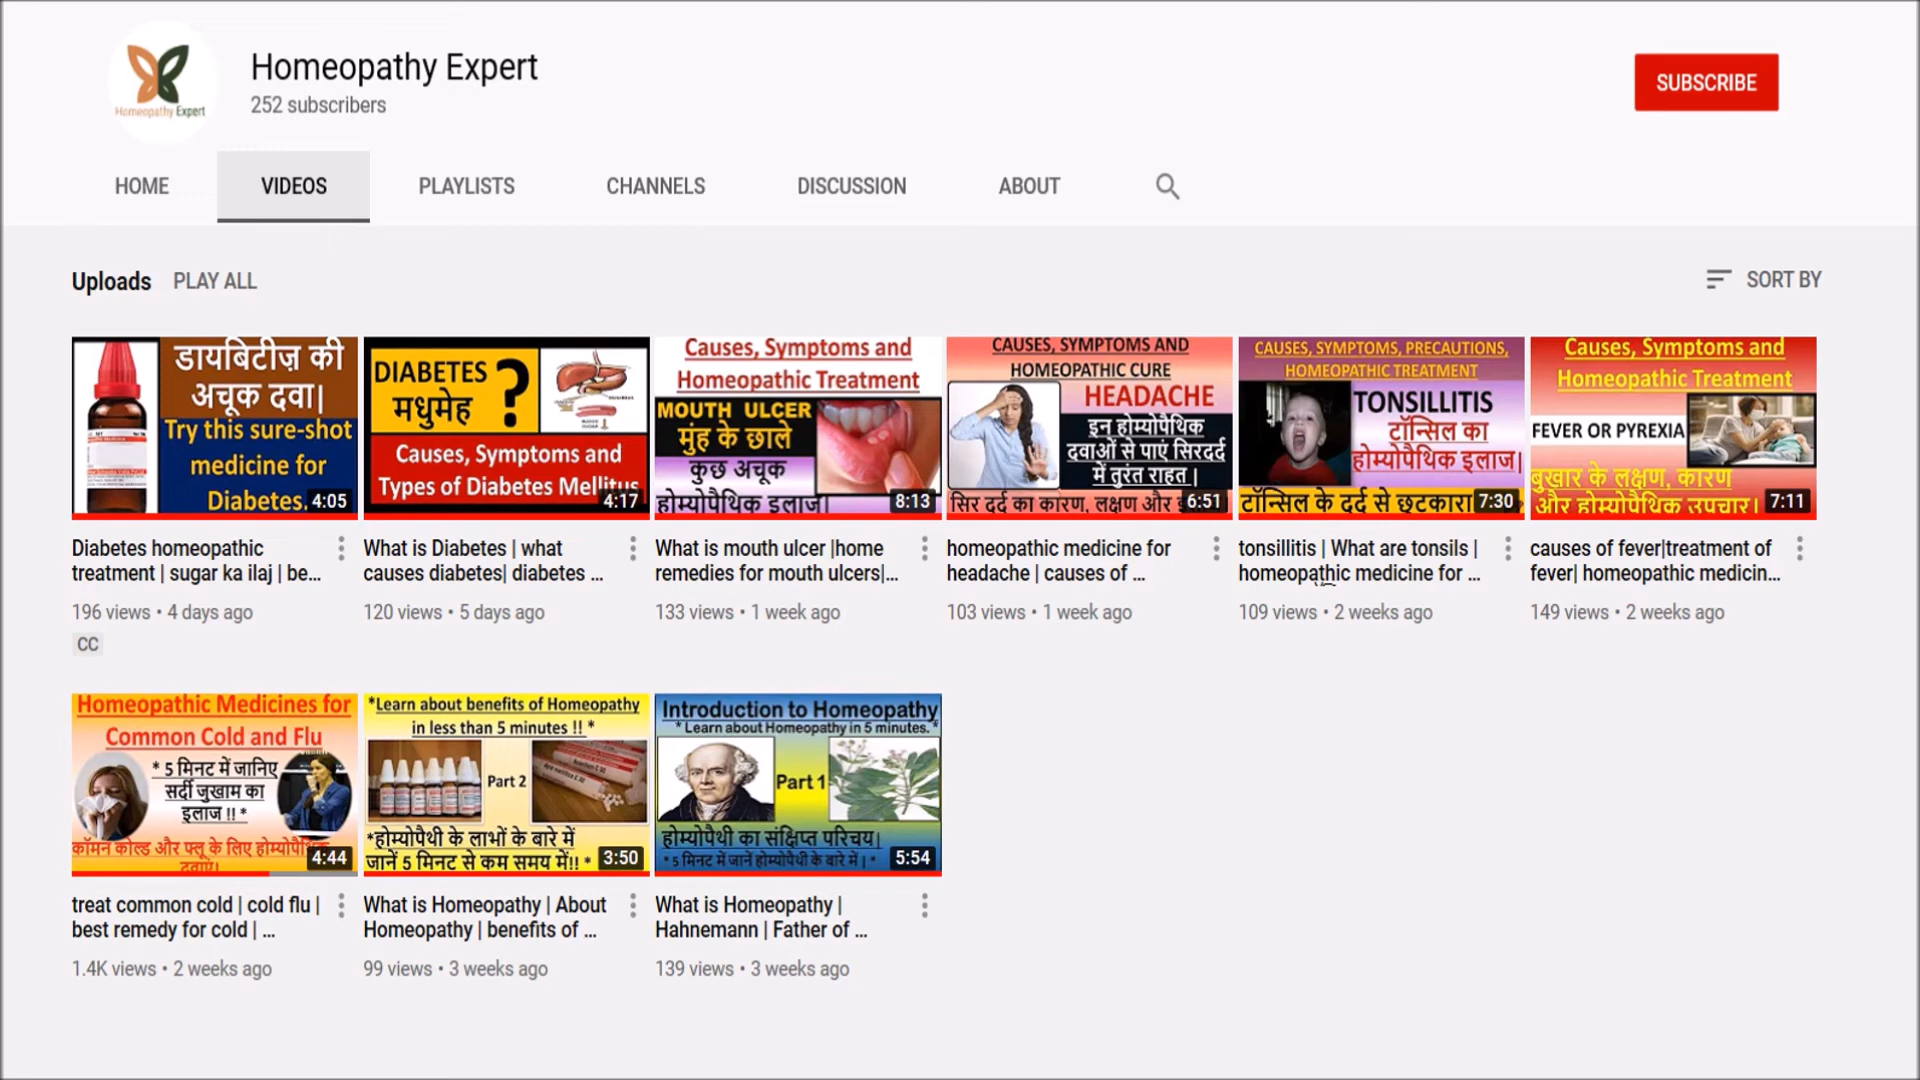 Homeopathy Expert
Homeopathy Expert
252 subscribers
SUBSCRIBE
HOME
VIDEOS
PLAYLISTS
CHANNELS
DISCUSSION
ABOUT
Uploads
PLAY ALL
SORT BY
डायबिटीज़ की
अचूक दवा|
Try this sure-shot
medicine for
Diabetes.
4:05
Diabetes homeopathic
treatment | sugar ka ilaj | be...
196 views • 4 days ago
CC
DIABETES
मधुमेह
?
Causes, Symptoms and
Types of Diabetes Mellitus
4:17
What is Diabetes | what
causes diabetes| diabetes ...
120 views • 5 days ago
Causes, Symptoms and
Homeopathic Treatment
MOUTH ULCER
मुंह के छाले
कुछ अचूक
होम्योपैथिक इलाज|
8:13
What is mouth ulcer |home
remedies for mouth ulcers|...
133 views • 1 week ago
CAUSES, SYMPTOMS AND
HOMEOPATHIC CURE
HEADACHE
इन होम्योपैथिक
दवाओं से पाएं सिरदर्द
में तुरंत राहत |
सिर दर्द का कारण, लक्षण और
6:51
homeopathic medicine for
headache | causes of ...
103 views • 1 week ago
CAUSES, SYMPTOMS, PRECAUTIONS,
HOMEOPATHIC TREATMENT
TONSILLITIS
टॉन्सिल का
होम्योपैथिक इलाज|
टॉन्सिल के दर्द से छुटकारा
7:30
tonsillitis | What are tonsils |
homeopathic medicine for ...
109 views • 2 weeks ago
Causes, Symptoms and
Homeopathic Treatment
FEVER OR PYREXIA
बुखार के लक्षण, कारण
और होम्योपैथिक उपचार|
7:11
causes of fever|treatment of
fever| homeopathic medicin...
149 views • 2 weeks ago
Homeopathic Medicines for
Common Cold and Flu
* 5 मिनट में जानिए
सर्दी जुखाम का
इलाज !! *
कॉमन कोल्ड और फ्लू के लिए होम्योपैथिक
दवाएं|
4:44
treat common cold | cold flu |
best remedy for cold | ...
1.4K views • 2 weeks ago
*Learn about benefits of Homeopathy
in less than 5 minutes !! *
Part 2
*होम्योपैथी के लाभों के बारे में
जानें 5 मिनट से कम समय में!! *
3:50
What is Homeopathy | About
Homeopathy | benefits of ...
99 views • 3 weeks ago
Introduction to Homeopathy
* Learn about Homeopathy in 5 minutes. *
Part 1
होम्योपैथी का संक्षिप्त परिचय|
* 5 मिनट में जानें होम्योपैथी के बारे में | *
5:54
What is Homeopathy |
Hahnemann | Father of ...
139 views • 3 weeks ago